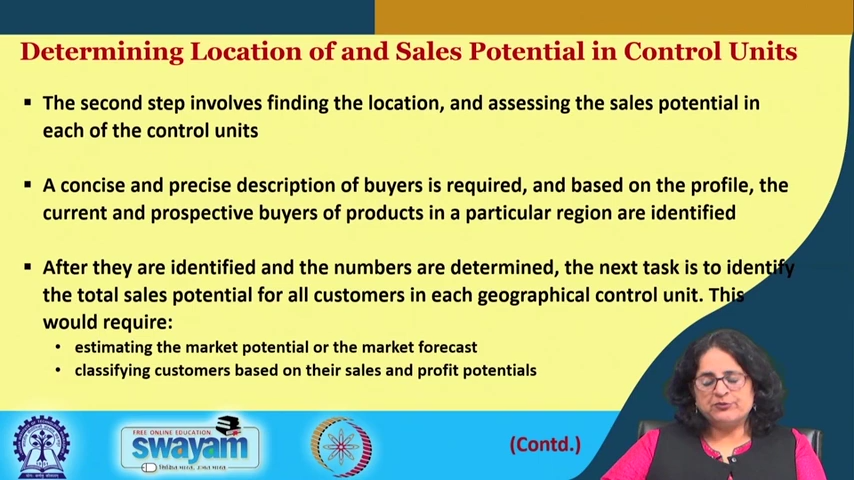 Determining Location of and Sales Potential in Control Units
▪ The second step involves finding the location, and assessing the sales potential in
each of the control units
▪ A concise and precise description of buyers is required, and based on the profile, the
current and prospective buyers of products in a particular region are identified
▪ After they are identified and the numbers are determined, the next task is to identify
the total sales potential for all customers in each geographical control unit. This
would require:
• estimating the market potential or the market forecast
• classifying customers based on their sales and profit potentials
FREE ONLINE EDUCATION
swayam
(Contd.)